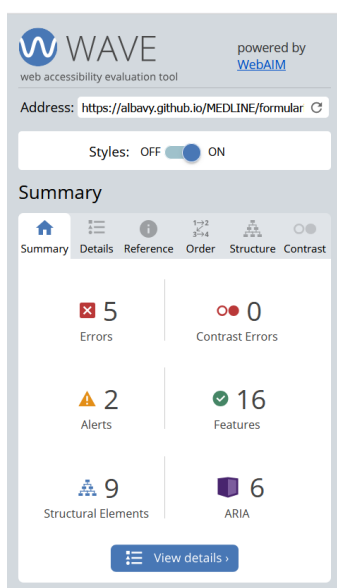 WAVE
web accessibility evaluation tool
powered by
WebAIM
Address: https://albavy.github.io/MEDLINE/formular
Styles: OFF ON
Summary
Summary Details Reference Order Structure Contrast
5
Errors
0
Contrast Errors
2
Alerts
16
Features
9
Structural Elements
6
ARIA
View details ›